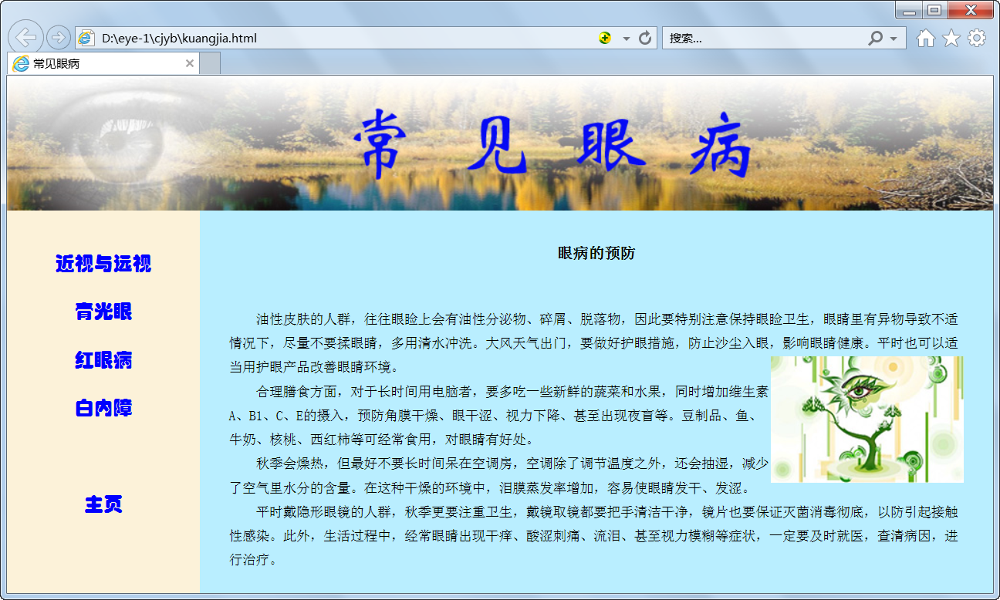 D:\eye-1\cjyb\kuangjia.html
搜索...
常见眼病
常见眼病
近视与远视
青光眼
红眼病
白内障
主页
眼病的预防
油性皮肤的人群，往往眼睑上会有油性分泌物、碎屑、脱落物，因此要特别注意保持眼睑卫生，眼睛里有异物导致不适
情况下，尽量不要揉眼睛，多用清水冲洗。大风天气出门，要做好护眼措施，防止沙尘入眼，影响眼睛健康。平时也可以适
当用护眼产品改善眼睛环境。
合理膳食方面，对于长时间用电脑者，要多吃一些新鲜的蔬菜和水果，同时增加维生素
A、B1、C、E的摄入，预防角膜干燥、眼干涩、视力下降、甚至出现夜盲等。豆制品、鱼、
牛奶、核桃、西红柿等可经常食用，对眼睛有好处。
秋季会燥热，但最好不要长时间呆在空调房，空调除了调节温度之外，还会抽湿，减少
了空气里水分的含量。在这种干燥的环境中，泪膜蒸发率增加，容易使眼睛发干、发涩。
平时戴隐形眼镜的人群，秋季更要注重卫生，戴镜取镜都要把手清洁干净，镜片也要保证灭菌消毒彻底，以防引起接触
性感染。此外，生活过程中，经常眼睛出现干痒、酸涩刺痛、流泪、甚至视力模糊等症状，一定要及时就医，查清病因，进
行治疗。